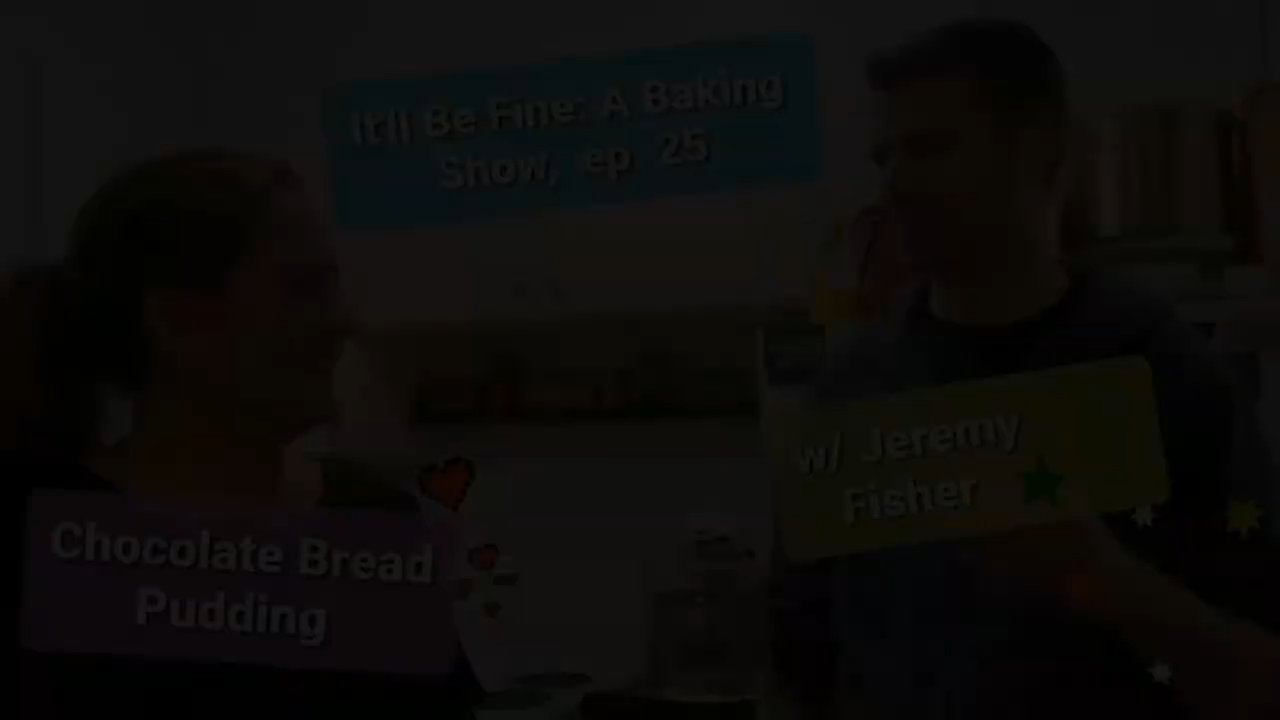 It'll Be Fine: A Baking
Show, ep 25
w/ Jeremy
Fisher
Chocolate Bread
Pudding